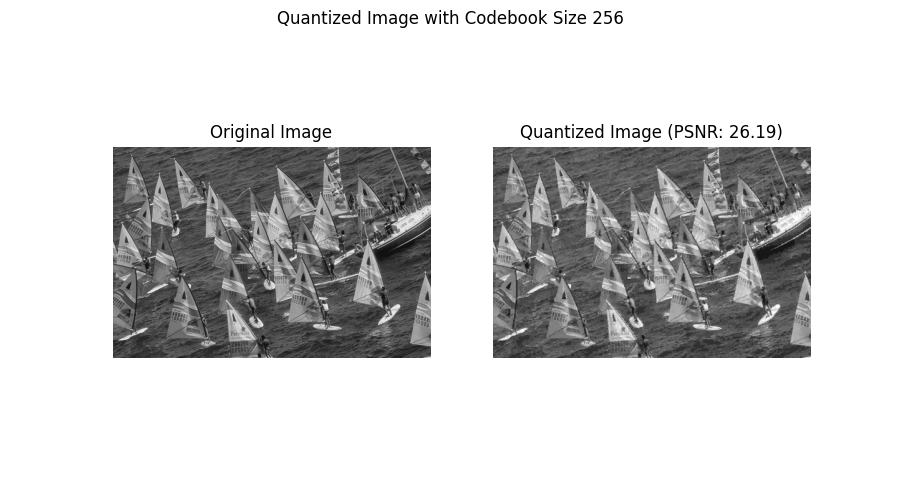 Quantized Image with Codebook Size 256
Original Image
Quantized Image (PSNR: 26.19)